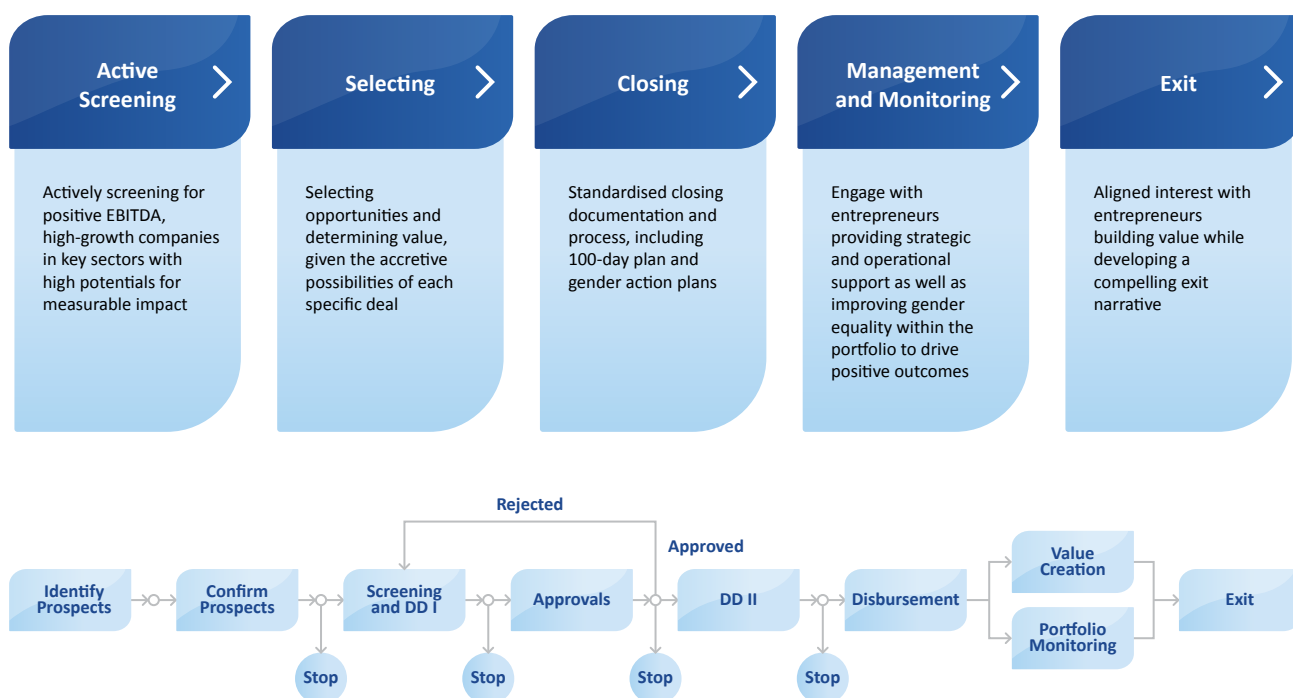 Active
Screening
Selecting
Closing
Management
and Monitoring
Exit
Actively screening for
positive EBITDA,
high-growth companies
in key sectors with
high potentials for
measurable impact
Selecting
opportunities and
determining value,
given the accretive
possibilities of each
specific deal
Standardised closing
documentation and
process, including
100-day plan and
gender action plans
Engage with
entrepreneurs
providing strategic
and operational
support as well as
improving gender
equality within the
portfolio to drive
positive outcomes
Aligned interest with
entrepreneurs
building value while
developing a
compelling exit
narrative
Rejected
Approved
Identify
Prospects
Confirm
Prospects
Screening
and DD I
Approvals
DD II
Disbursement
Value
Creation
Portfolio
Monitoring
Exit
Stop
Stop
Stop
Stop